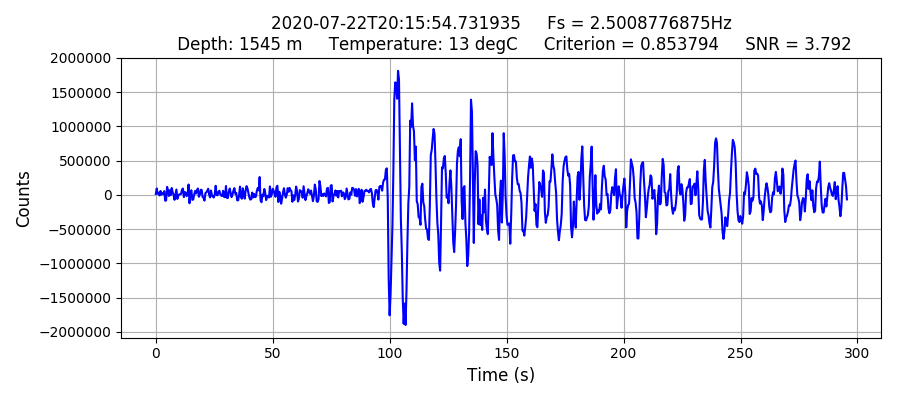 2020-07-22T20:15:54.731935 Fs = 2.5008776875Hz
Depth: 1545 m Temperature: 13 degC Criterion = 0.853794 SNR = 3.792
2000000
1500000
1000000
500000
0
−500000
−1000000
−1500000
−2000000
Counts
0 50 100 150 200 250 300
Time (s)